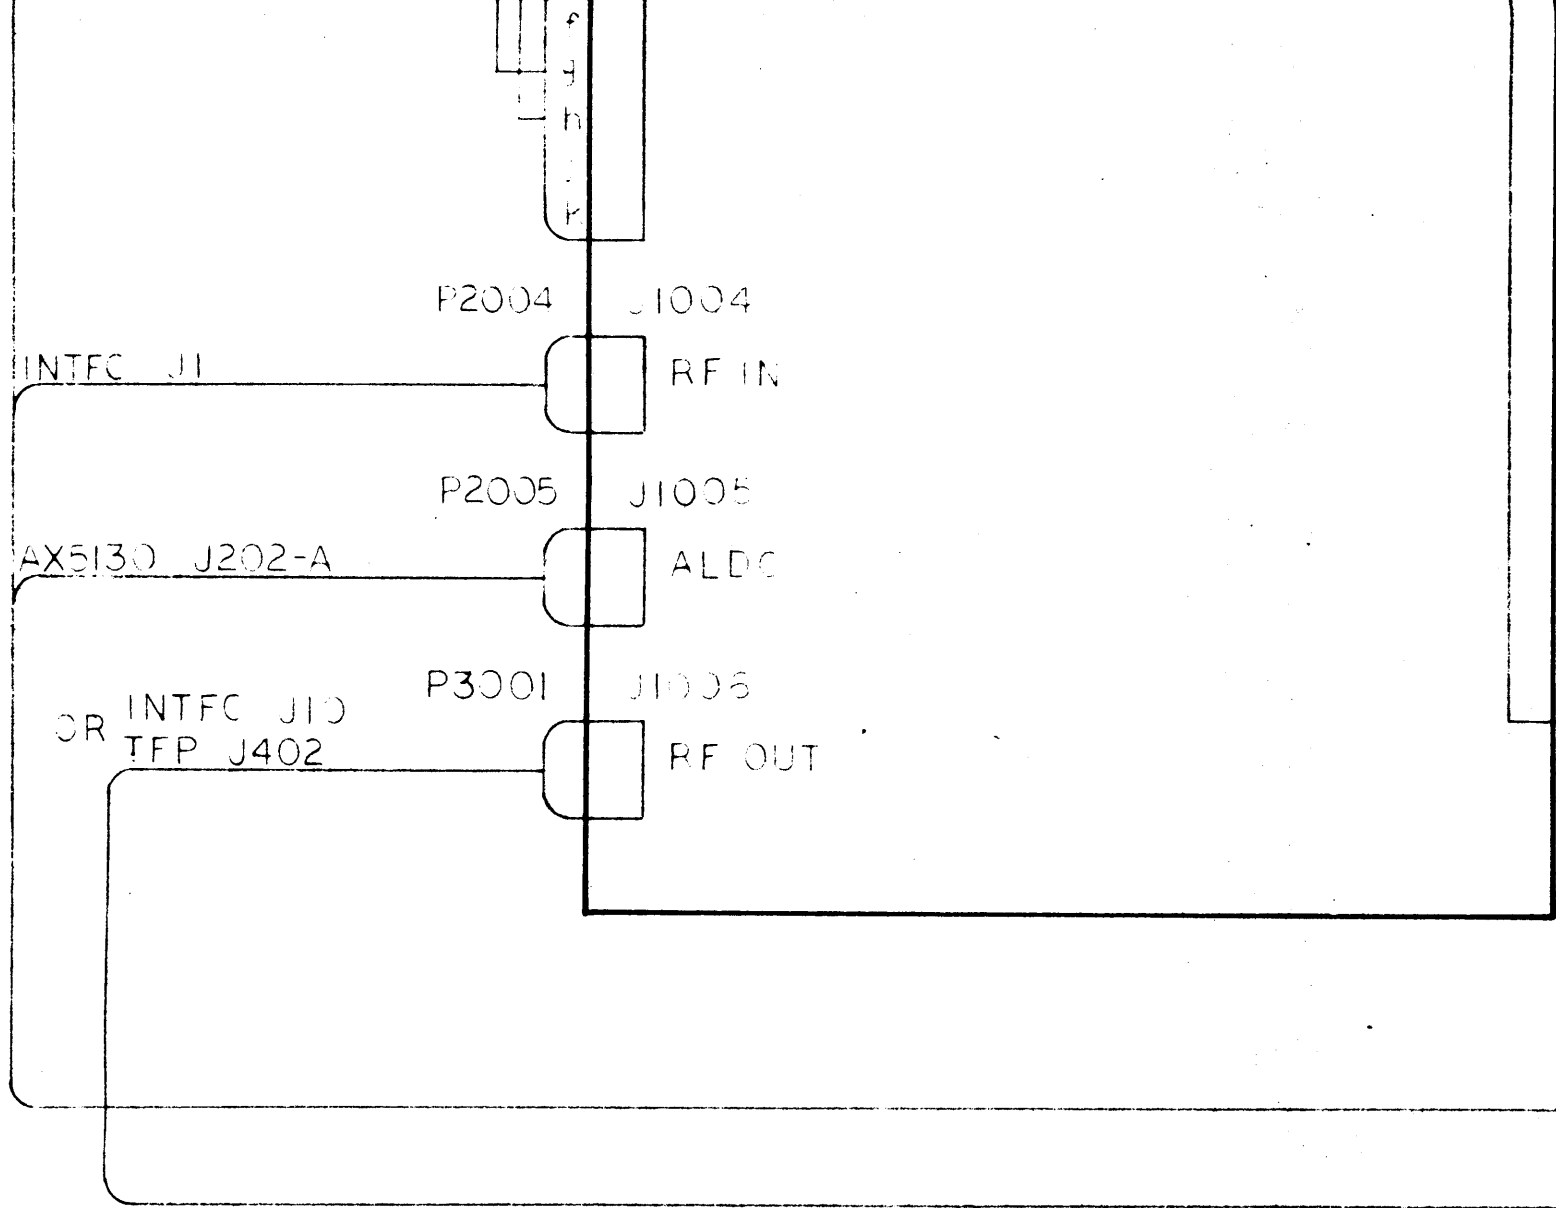 f
g
h
k
P2004 J1004
INTFC J1 RF IN
P2005 J1005
AX5130 J202-A ALDC
P3001 J1006
OR INTFC J10
TFP J402 RF OUT